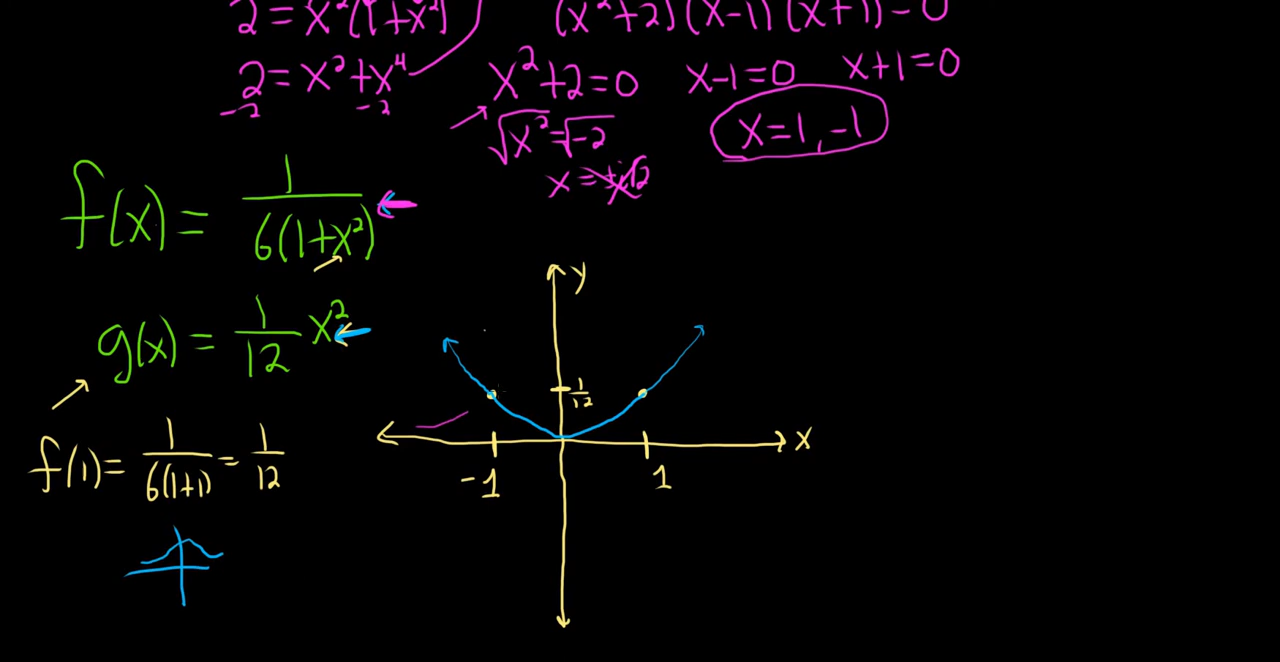 2 = x²(1+x²)
(x²+2)(x-1)(x+1)=0
2 = x²+x⁴
-2 -2
x²+2=0 x-1=0 x+1=0
√x² = √-2
x=1,-1
f(x) = 1/6(1+x²)
g(x) = 1/12 x²
f(1) = 1/6(1+1) = 1/12
y
1/12
x
-1 1